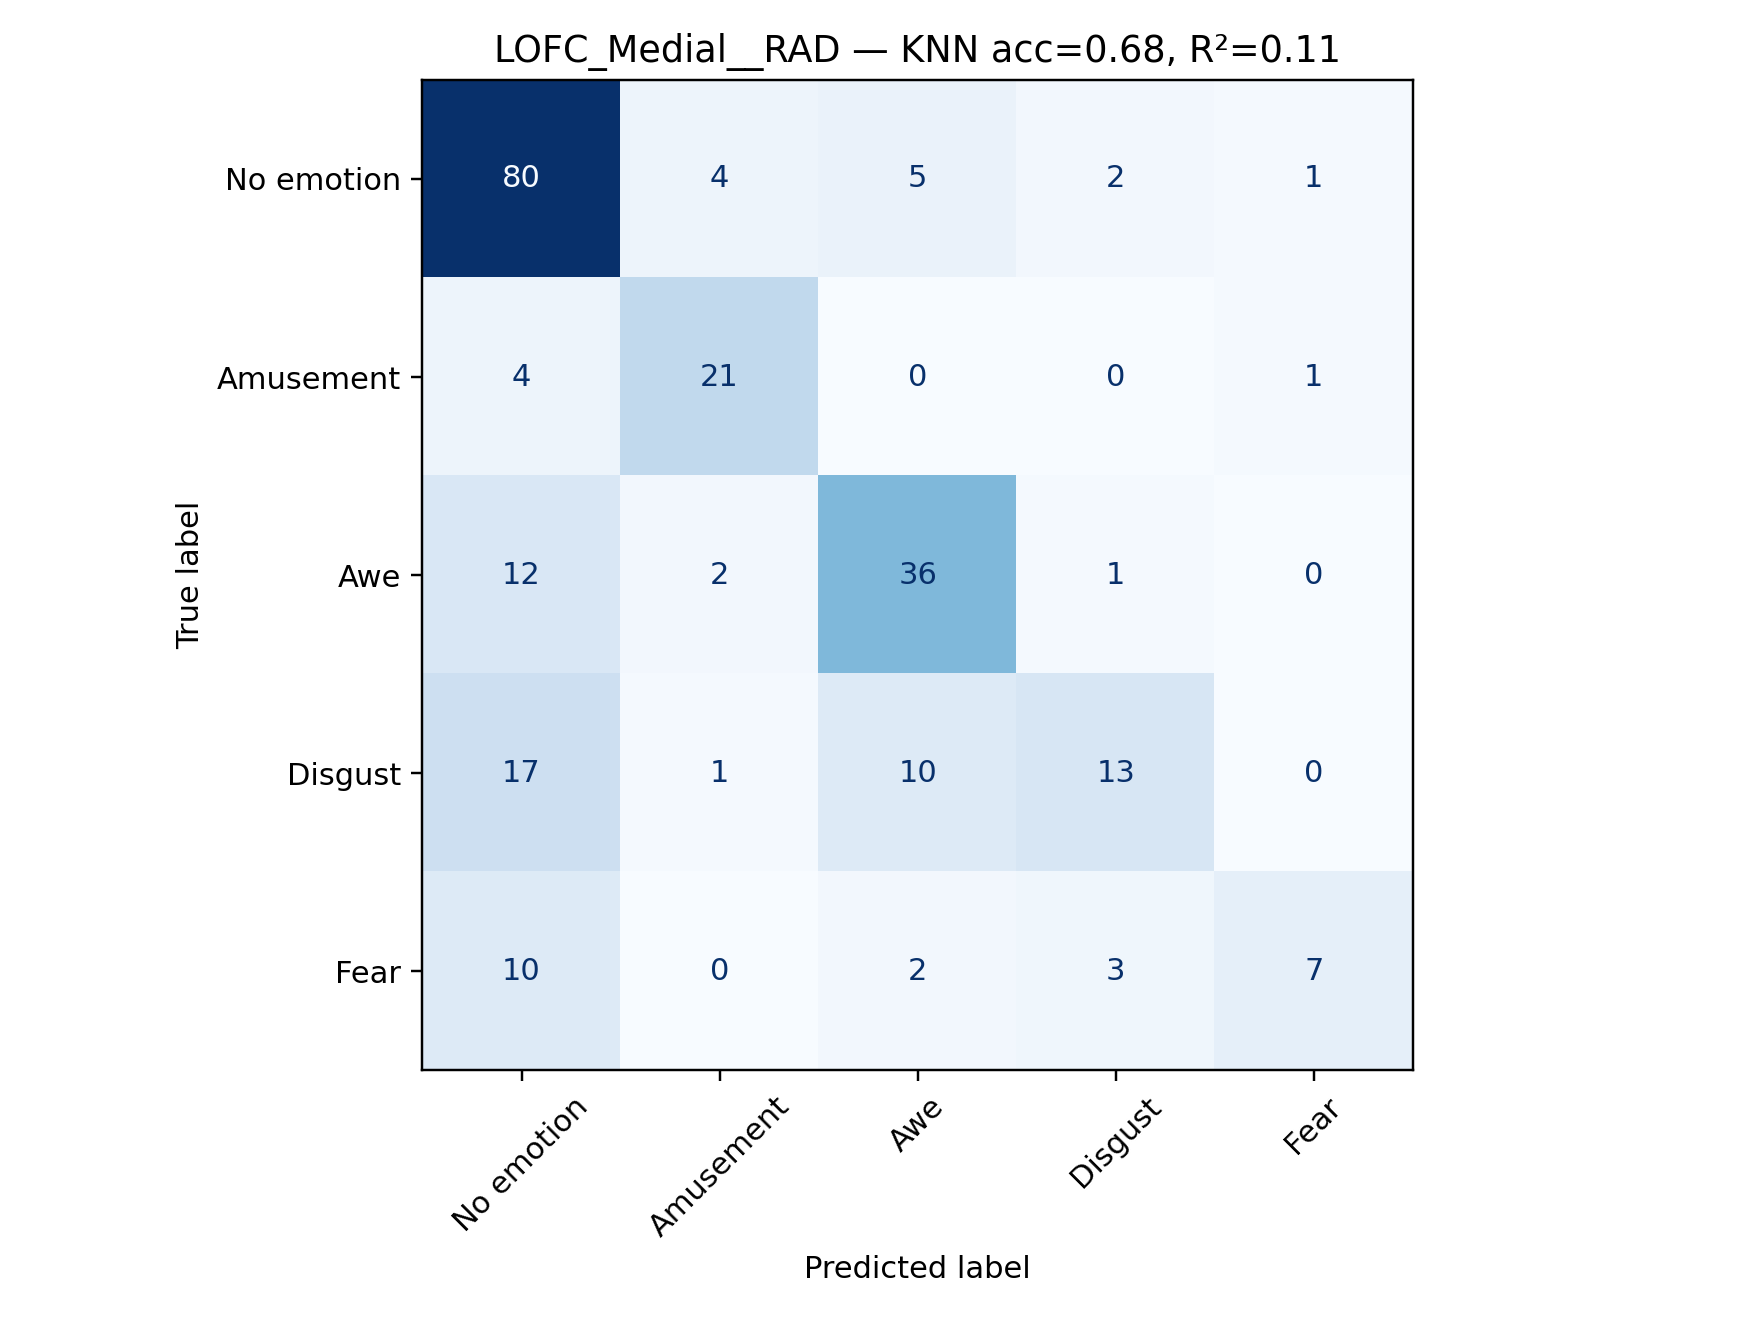 LOFC_Medial__RAD — KNN acc=0.68, R²=0.11
No emotion 80 4 5 2 1
Amusement 4 21 0 0 1
Awe 12 2 36 1 0
Disgust 17 1 10 13 0
Fear 10 0 2 3 7
True label
No emotion Amusement Awe Disgust Fear
Predicted label